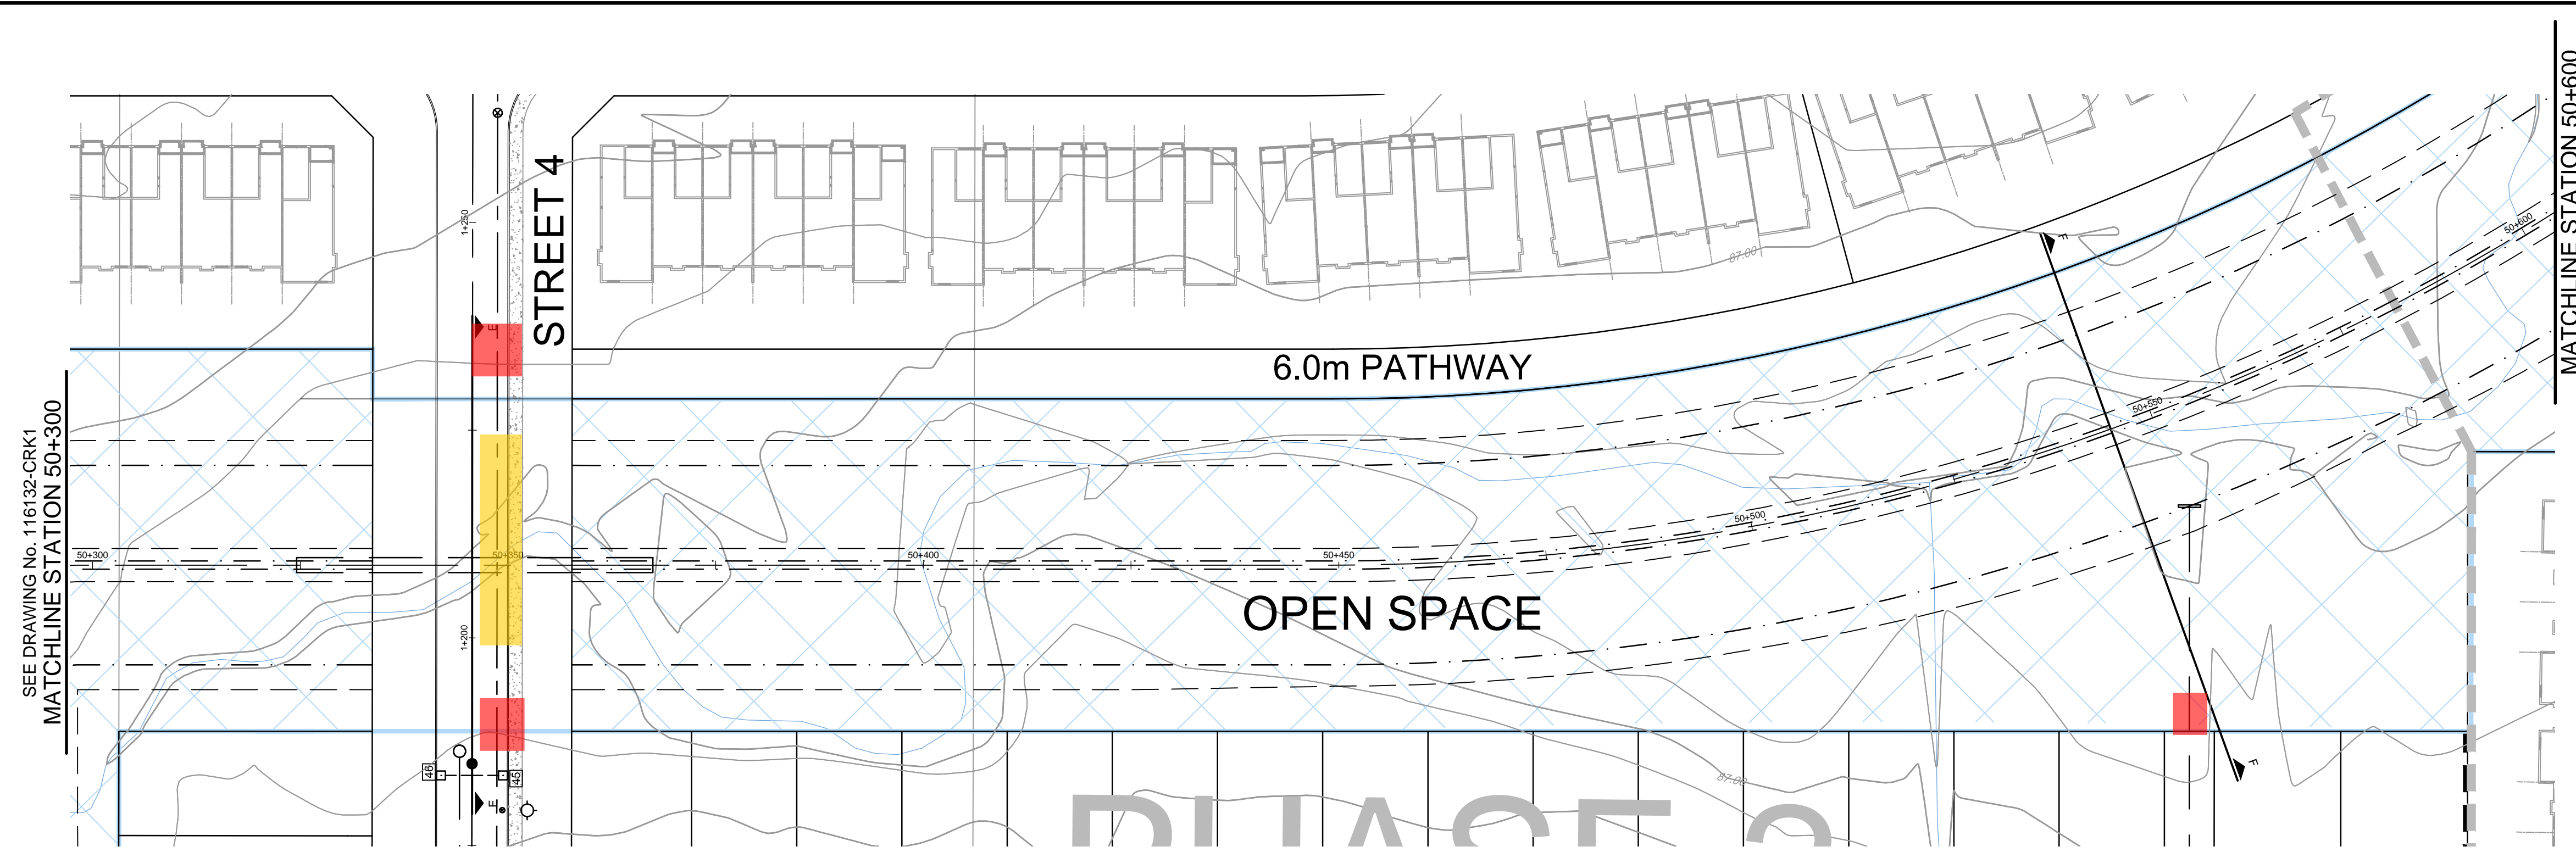 SEE DRAWING No. 116132-CRK1
MATCHLINE STATION 50+300
STREET 4
1+250
E
6.0m PATHWAY
87.00
F
50+600
MATCHLINE STATION 50+600
50+550
50+500
50+450
50+400
50+350
50+300
1+200
OPEN SPACE
46
45
E
F
87.00
PHASE